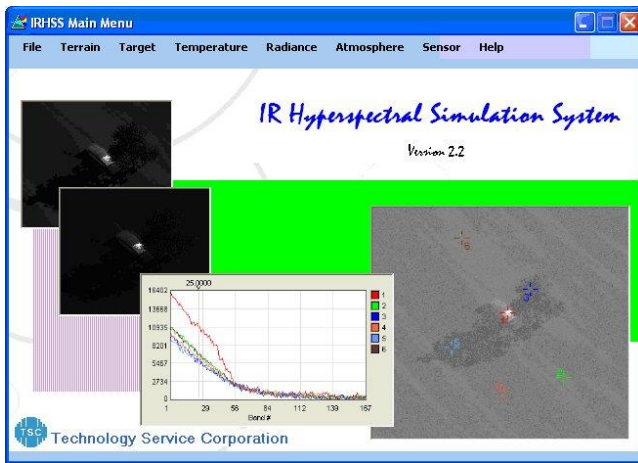 IRHSS Main Menu
File Terrain Target Temperature Radiance Atmosphere Sensor Help
IR Hyperspectral Simulation System
Version 2.2
25.0000
16402
13668
10935
8201
5467
2734
0
1 29 56 84 112 139 167
Band #
1
2
3
4
5
6
TSC Technology Service Corporation